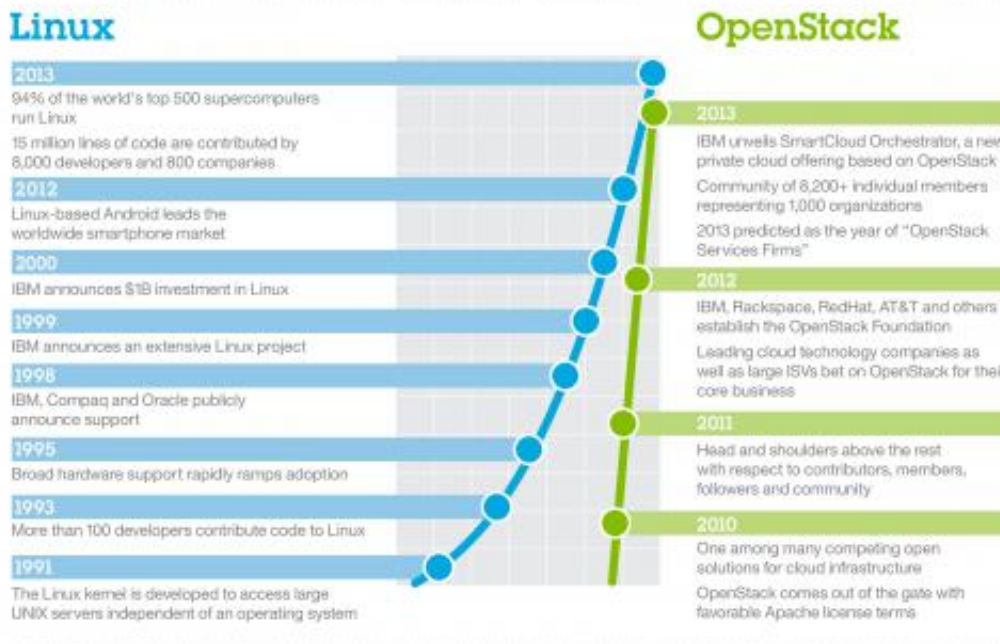 Linux
2013
94% of the world's top 500 supercomputers
run Linux
15 million lines of code are contributed by
8,000 developers and 800 companies
2012
Linux-based Android leads the
worldwide smartphone market
2000
IBM announces $1B investment in Linux
1999
IBM announces an extensive Linux project
1998
IBM, Compaq and Oracle publicly
announce support
1995
Broad hardware support rapidly ramps adoption
1993
More than 100 developers contribute code to Linux
1991
The Linux kernel is developed to access large
UNIX servers independent of an operating system
OpenStack
2013
IBM unveils SmartCloud Orchestrator, a new
private cloud offering based on OpenStack
Community of 8,200+ individual members
representing 1,000 organizations
2013 predicted as the year of "OpenStack
Services Firms"
2012
IBM, Rackspace, RedHat, AT&T and others
establish the OpenStack Foundation
Leading cloud technology companies as
well as large ISVs bet on OpenStack for thei
core business
2011
Head and shoulders above the rest
with respect to contributors, members,
followers and community
2010
One among many competing open
solutions for cloud infrastructure
OpenStack comes out of the gate with
favorable Apache license terms